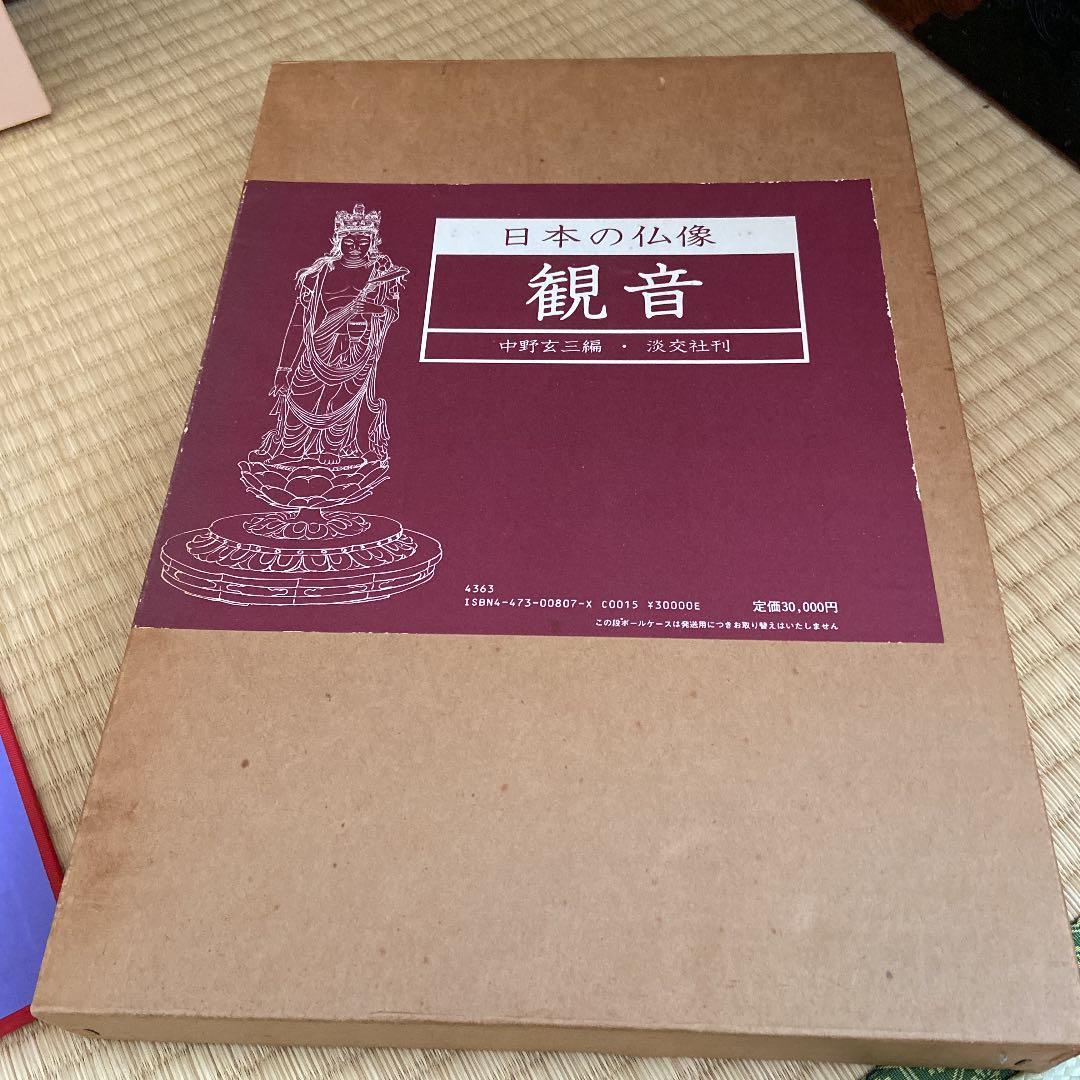 日本の仏像
観音
中野玄三編・淡交社刊
4363
ISBN4-473-00807-X C0015 ¥30000E 定価30,000円
この段ボールケースは発送用につきお取り替えはいたしません